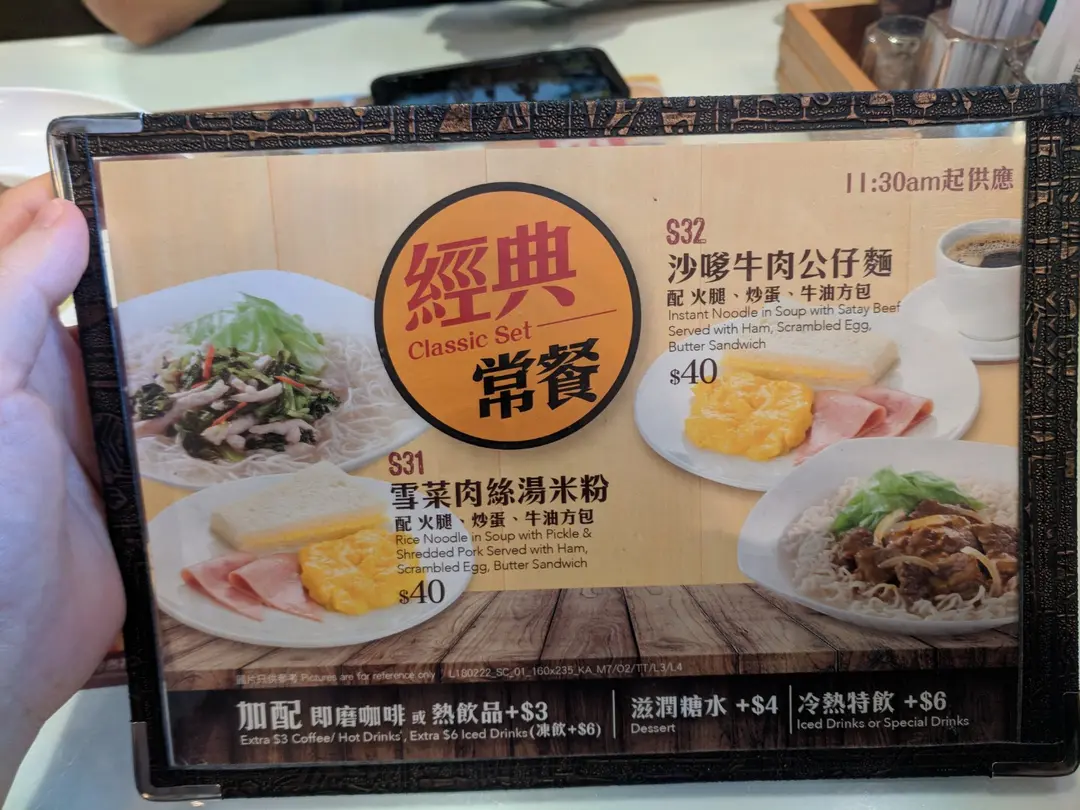 11:30am起供應
經典
Classic Set
常餐
S32
沙嗲牛肉公仔麵
配 火腿、炒蛋、牛油方包
Instant Noodle in Soup with Satay Beef
Served with Ham, Scrambled Egg,
Butter Sandwich
$40
S31
雪菜肉絲湯米粉
配 火腿、炒蛋、牛油方包
Rice Noodle in Soup with Pickle &
Shredded Pork Served with Ham,
Scrambled Egg, Butter Sandwich
$40
圖片只供參考 Pictures are for reference only | L180222_SC_01_160x235_KA_M7/O2/TT/L3/L4
加配 即磨咖啡 或 熱飲品+$3
Extra $3 Coffee/ Hot Drinks, Extra $6 Iced Drinks (凍飲+$6)
滋潤糖水 +$4
Dessert
冷熱特飲 +$6
Iced Drinks or Special Drinks